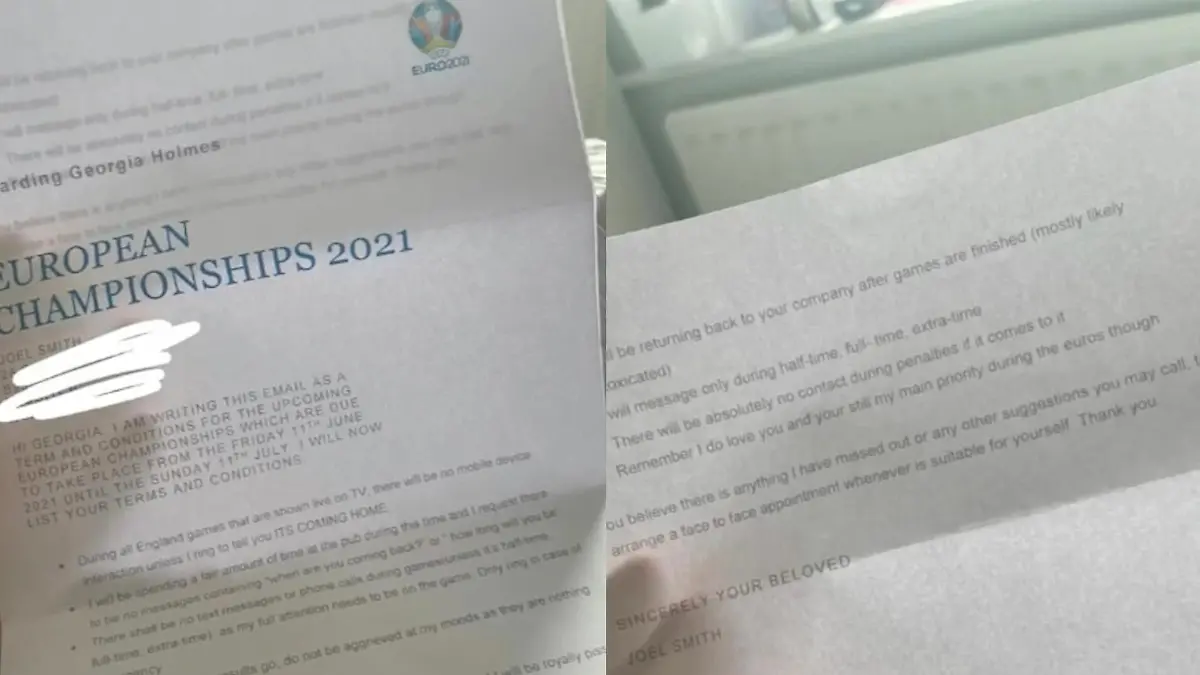 EURO2021
arding Georgia Holmes
EUROPEAN
CHAMPIONSHIPS 2021
JOEL SMITH
HI GEORGIA, I AM WRITING THIS EMAIL AS A
TERM AND CONDITIONS FOR THE UPCOMING
EUROPEAN CHAMPIONSHIPS WHICH ARE DUE
TO TAKE PLACE FROM THE FRIDAY 11TH JUNE
2021 UNTIL THE SUNDAY 11TH JULY. I WILL NOW
LIST YOUR TERMS AND CONDITIONS.
• During all England games that are shown live on TV, there will be no mobile device
interaction unless I ring to tell you ITS COMING HOME.
• I will be spending a fair amount of time at the pub during this time and I request there
to be no messages containing "when are you coming back?" or " how long will you be
• There shall be no text messages or phone calls during games(unless it's half-time,
full-time, extra-time) as my full attention needs to be on the game. Only ring in case of
ency
sults go, do not be aggrieved at my moods as they are nothing
will be royally
ll be returning back to your company after games are finished (mostly likely
oxicated)
will message only during half-time, full- time, extra-time
There will be absolutely no contact during penalties if it comes to it
Remember I do love you and your still my main priority during the euros though
ou believe there is anything I have missed out or any other suggestions you may call,
arrange a face to face appointment whenever is suitable for yourself. Thank you.
SINCERELY YOUR BELOVED
JOEL SMITH